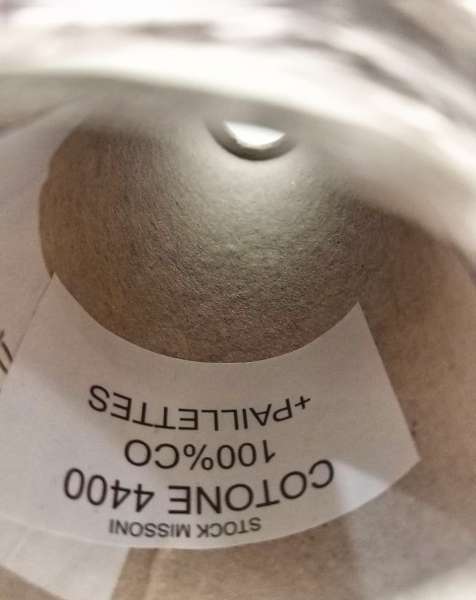 STOCK MISSONI
COTONE 4400
100%CO
+PAILLETTES